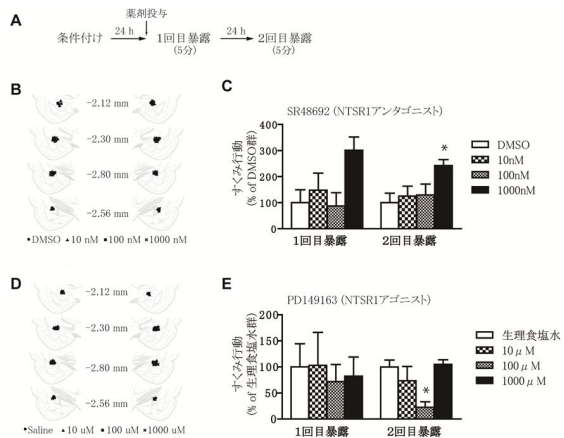 A
薬剤投与
条件付け 24 h 1回目暴露 24 h 2回目暴露
(5分) (5分)
B
-2.12 mm
-2.30 mm
-2.80 mm
-2.56 mm
•DMSO ▲10 nM ■100 nM ×1000 nM
C
SR48692 (NTSR1アンタゴニスト)
すくみ行動
(% of DMSO群)
400
300
200
100
0
*
1回目暴露 2回目暴露
DMSO
10nM
100nM
1000nM
D
-2.12 mm
-2.30 mm
-2.80 mm
-2.56 mm
•Saline ▲10 uM ■100 uM ×1000 uM
E
PD149163 (NTSR1アゴニスト)
すくみ行動
(% of 生理食塩水群)
200
150
100
50
0
*
1回目暴露 2回目暴露
生理食塩水
10μM
100μM
1000μM